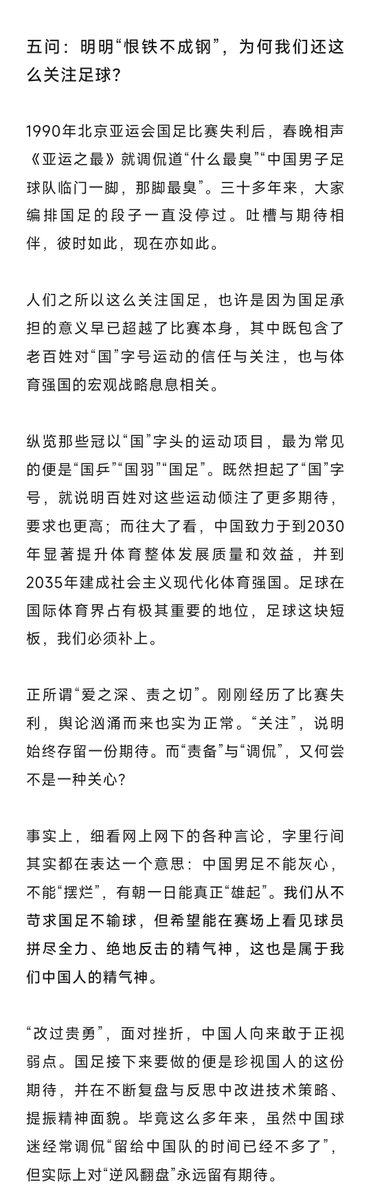 五问：明明“恨铁不成钢”，为何我们还这
么关注足球？
1990年北京亚运会国足比赛失利后，春晚相声
《亚运之最》就调侃道“什么最臭”“中国男子足
球队临门一脚，那脚最臭”。三十多年来，大家
编排国足的段子一直没停过。吐槽与期待相
伴，彼时如此，现在亦如此。
人们之所以这么关注国足，也许是因为国足承
担的意义早已超越了比赛本身，其中既包含了
老百姓对“国”字号运动的信任与关注，也与体
育强国的宏观战略息息相关。
纵览那些冠以“国”字头的运动项目，最为常见
的便是“国乒”“国羽”“国足”。既然担起了“国”字
号，就说明百姓对这些运动倾注了更多期待，
要求也更高；而往大了看，中国致力于到2030
年显著提升体育整体发展质量和效益，并到
2035年建成社会主义现代化体育强国。足球在
国际体育界占有极其重要的地位，足球这块短
板，我们必须补上。
正所谓“爱之深、责之切”。刚刚经历了比赛失
利，舆论汹涌而来也实为正常。“关注”，说明
始终存留一份期待。而“责备”与“调侃”，又何尝
不是一种关心？
事实上，细看网上网下的各种言论，字里行间
其实都在表达一个意思：中国男足不能灰心，
不能“摆烂”，有朝一日能真正“雄起”。我们从不
苛求国足不输球，但希望能在赛场上看见球员
拼尽全力、绝地反击的精气神，这也是属于我
们中国人的精气神。
“改过贵勇”，面对挫折，中国人向来敢于正视
弱点。国足接下来要做的便是珍视国人的这份
期待，并在不断复盘与反思中改进技术策略、
提振精神面貌。毕竟这么多年来，虽然中国球
迷经常调侃“留给中国队的时间已经不多了”，
但实际上对“逆风翻盘”永远留有期待。